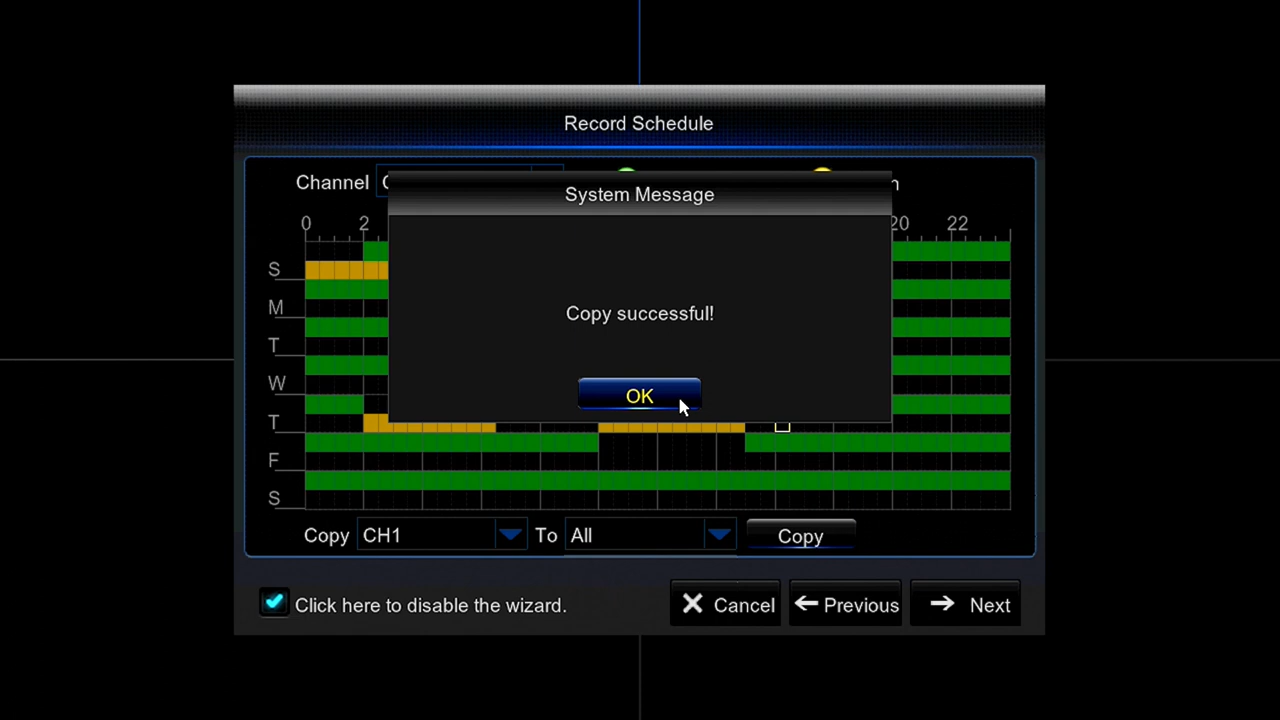 Record Schedule
Channel
System Message
0 2 20 22
S
M
T
Copy successful!
W
OK
T
F
S
Copy CH1 To All Copy
Click here to disable the wizard. Cancel Previous Next